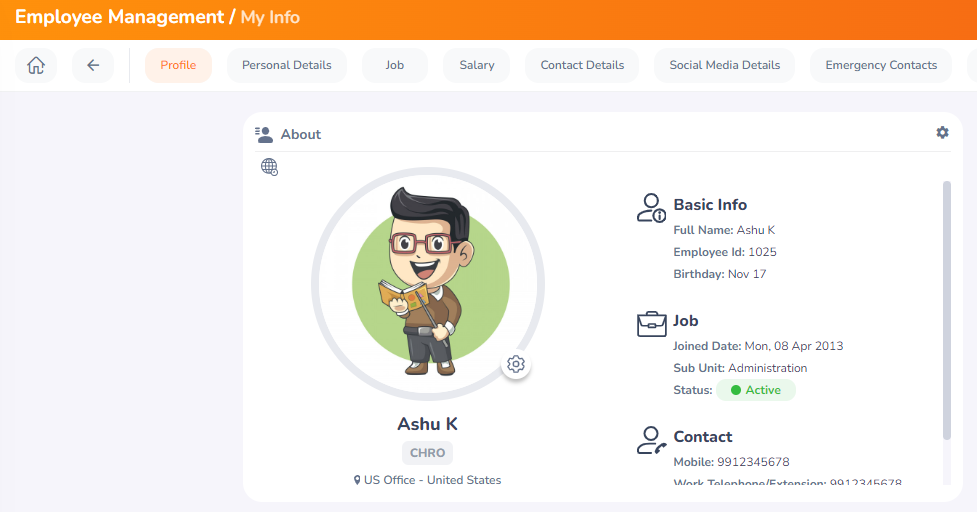 Employee Management / My Info
Profile
Personal Details
Job
Salary
Contact Details
Social Media Details
Emergency Contacts
About
Ashu K
CHRO
US Office - United States
Basic Info
Full Name: Ashu K
Employee Id: 1025
Birthday: Nov 17
Job
Joined Date: Mon, 08 Apr 2013
Sub Unit: Administration
Status: Active
Contact
Mobile: 9912345678
Work Telephone/Extension: 9912345678